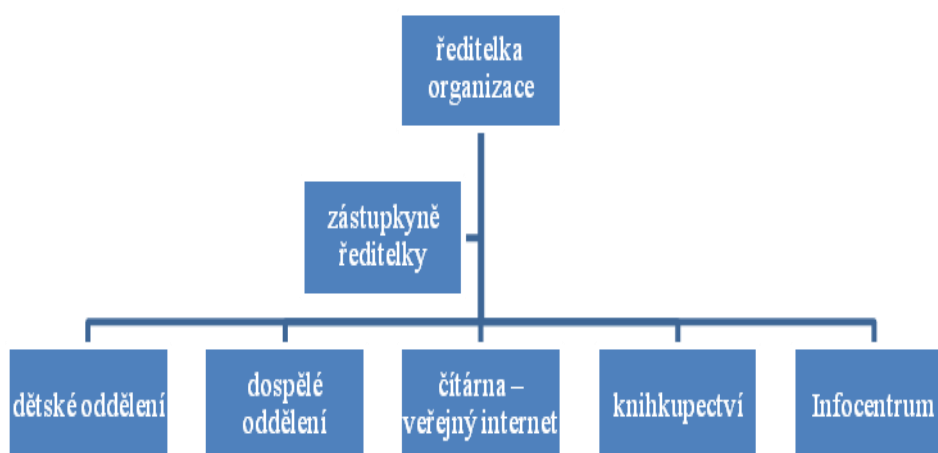 ředitelka
organizace
zástupkyně
ředitelky
dětské oddělení
dospělé
oddělení
čítárna –
veřejný internet
knihkupectví
Infocentrum